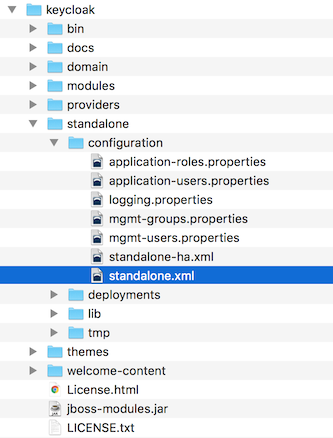 keycloak
bin
docs
domain
modules
providers
standalone
configuration
application-roles.properties
application-users.properties
logging.properties
mgmt-groups.properties
mgmt-users.properties
standalone-ha.xml
standalone.xml
deployments
lib
tmp
themes
welcome-content
License.html
jboss-modules.jar
LICENSE.txt